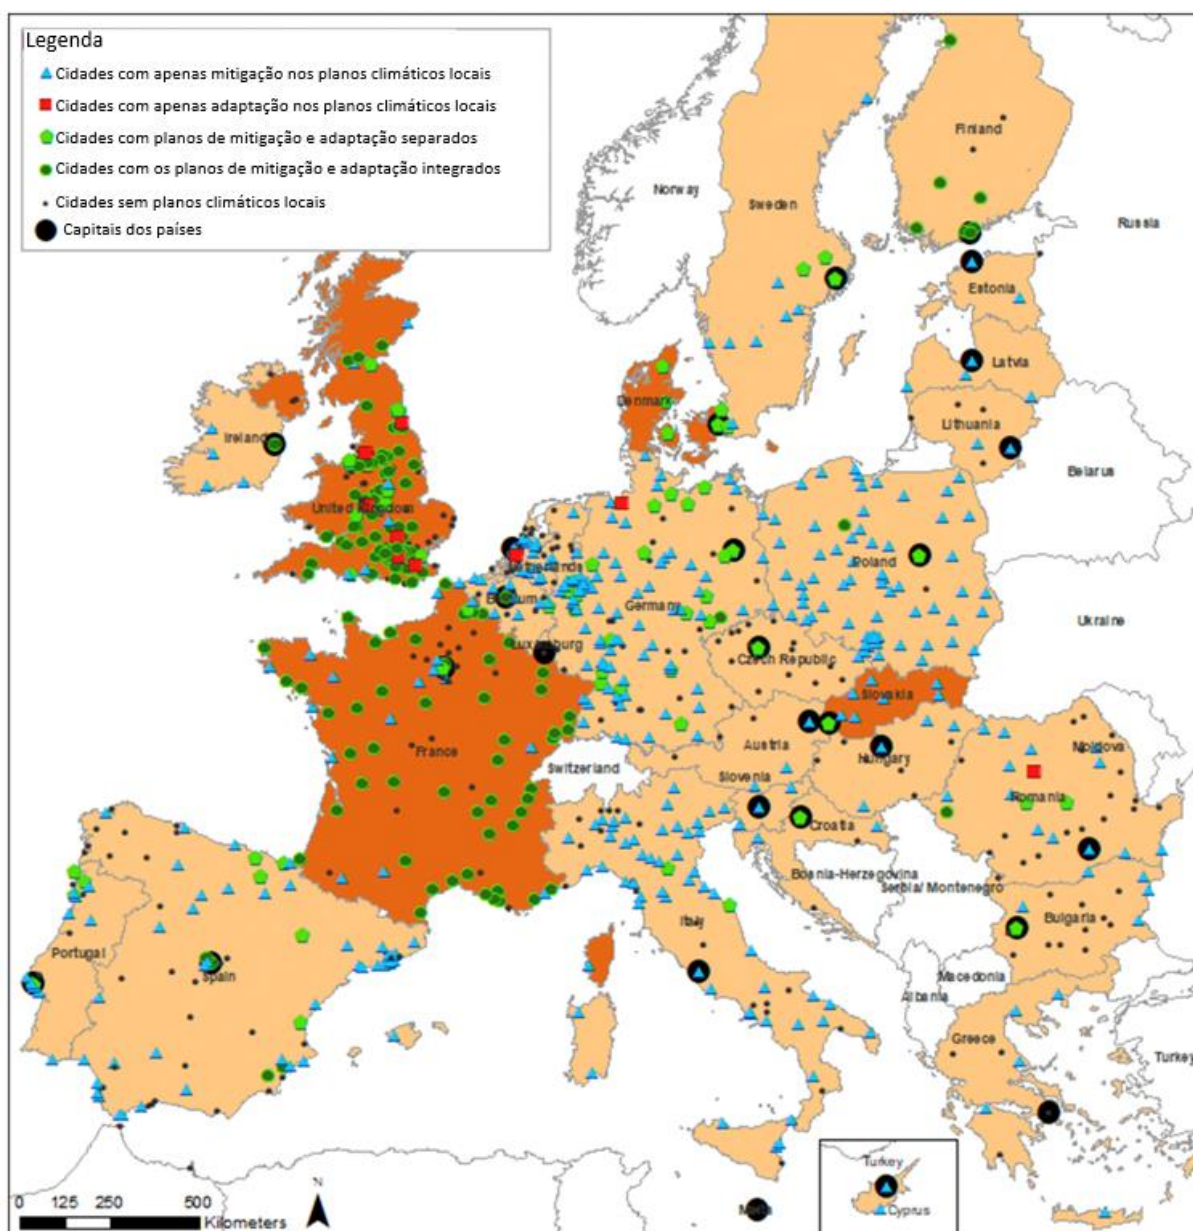 Legenda
Cidades com apenas mitigação nos planos climáticos locais
Cidades com apenas adaptação nos planos climáticos locais
Cidades com planos de mitigação e adaptação separados
Cidades com os planos de mitigação e adaptação integrados
Cidades sem planos climáticos locais
Capitais dos países
Finland
Norway
Sweden
Russia
Estonia
Latvia
Denmark
Lithuania
Ireland
Belarus
United Kingdom
Netherlands
Poland
Belgium
Germany
Ukraine
Luxemburg
Czech Republic
Slovakia
France
Austria
Moldova
Hungary
Switzerland
Slovenia
Romania
Croatia
Bosnia-Herzegovina
Serbia/ Montenegro
Italy
Bulgaria
Portugal
Spain
Macedonia
Albania
Greece
Turkey
Turkey
Cyprus
Malta
N
0 125 250 500
Kilometers